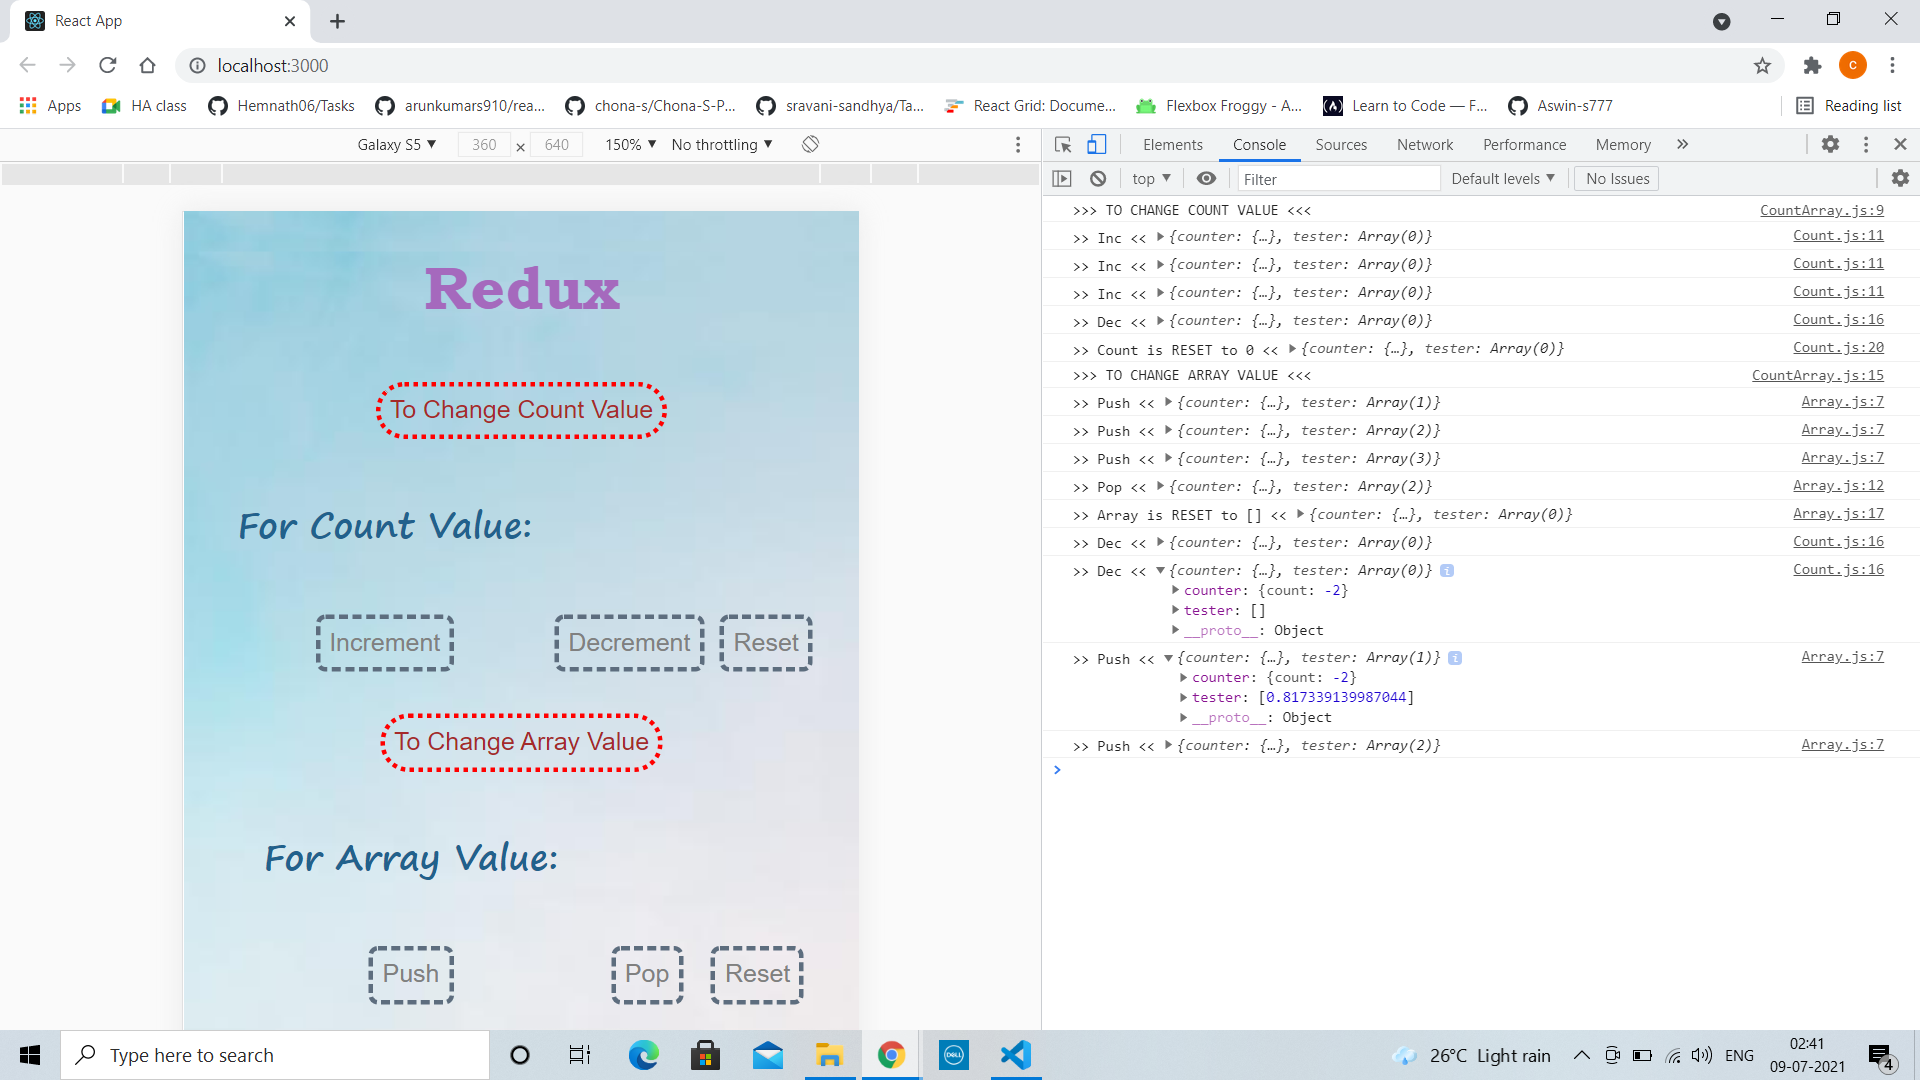 React App
localhost:3000
Apps
HA class
Hemnath06/Tasks
arunkumars910/rea...
chona-s/Chona-S-P...
sravani-sandhya/Ta...
React Grid: Docume...
Flexbox Froggy - A...
Learn to Code — F...
Aswin-s777
Reading list
C
Galaxy S5
360 × 640
150%
No throttling
Elements
Console
Sources
Network
Performance
Memory
top
Filter
Default levels
No Issues
Redux
To Change Count Value
For Count Value:
Increment
Decrement
Reset
To Change Array Value
For Array Value:
Push
Pop
Reset
>>> TO CHANGE COUNT VALUE <<< CountArray.js:9
>> Inc << {counter: {…}, tester: Array(0)} Count.js:11
>> Inc << {counter: {…}, tester: Array(0)} Count.js:11
>> Inc << {counter: {…}, tester: Array(0)} Count.js:11
>> Dec << {counter: {…}, tester: Array(0)} Count.js:16
>> Count is RESET to 0 << {counter: {…}, tester: Array(0)} Count.js:20
>>> TO CHANGE ARRAY VALUE <<< CountArray.js:15
>> Push << {counter: {…}, tester: Array(1)} Array.js:7
>> Push << {counter: {…}, tester: Array(2)} Array.js:7
>> Push << {counter: {…}, tester: Array(3)} Array.js:7
>> Pop << {counter: {…}, tester: Array(2)} Array.js:12
>> Array is RESET to [] << {counter: {…}, tester: Array(0)} Array.js:17
>> Dec << {counter: {…}, tester: Array(0)} Count.js:16
>> Dec << {counter: {…}, tester: Array(0)} i Count.js:16
counter: {count: -2}
tester: []
__proto__: Object
>> Push << {counter: {…}, tester: Array(1)} i Array.js:7
counter: {count: -2}
tester: [0.817339139987044]
__proto__: Object
>> Push << {counter: {…}, tester: Array(2)} Array.js:7
Type here to search
DELL
26°C Light rain
ENG
02:41
09-07-2021
4